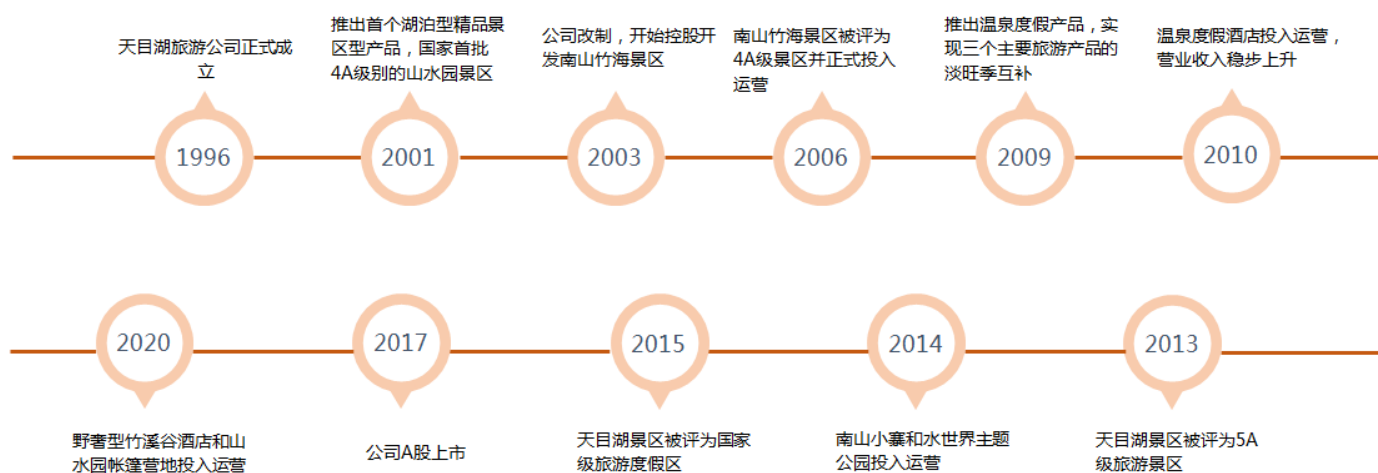 天目湖旅游公司正式成
立
推出首个湖泊型精品景
区型产品，国家首批
4A级别的山水园景区
公司改制，开始控股开
发南山竹海景区
南山竹海景区被评为
4A级景区并正式投入
运营
推出温泉度假产品，实
现三个主要旅游产品的
淡旺季互补
温泉度假酒店投入运营，
营业收入稳步上升
1996
2001
2003
2006
2009
2010
2020
2017
2015
2014
2013
野奢型竹溪谷酒店和山
水园帐篷营地投入运营
公司A股上市
天目湖景区被评为国家
级旅游度假区
南山小寨和水世界主题
公园投入运营
天目湖景区被评为5A
级旅游景区